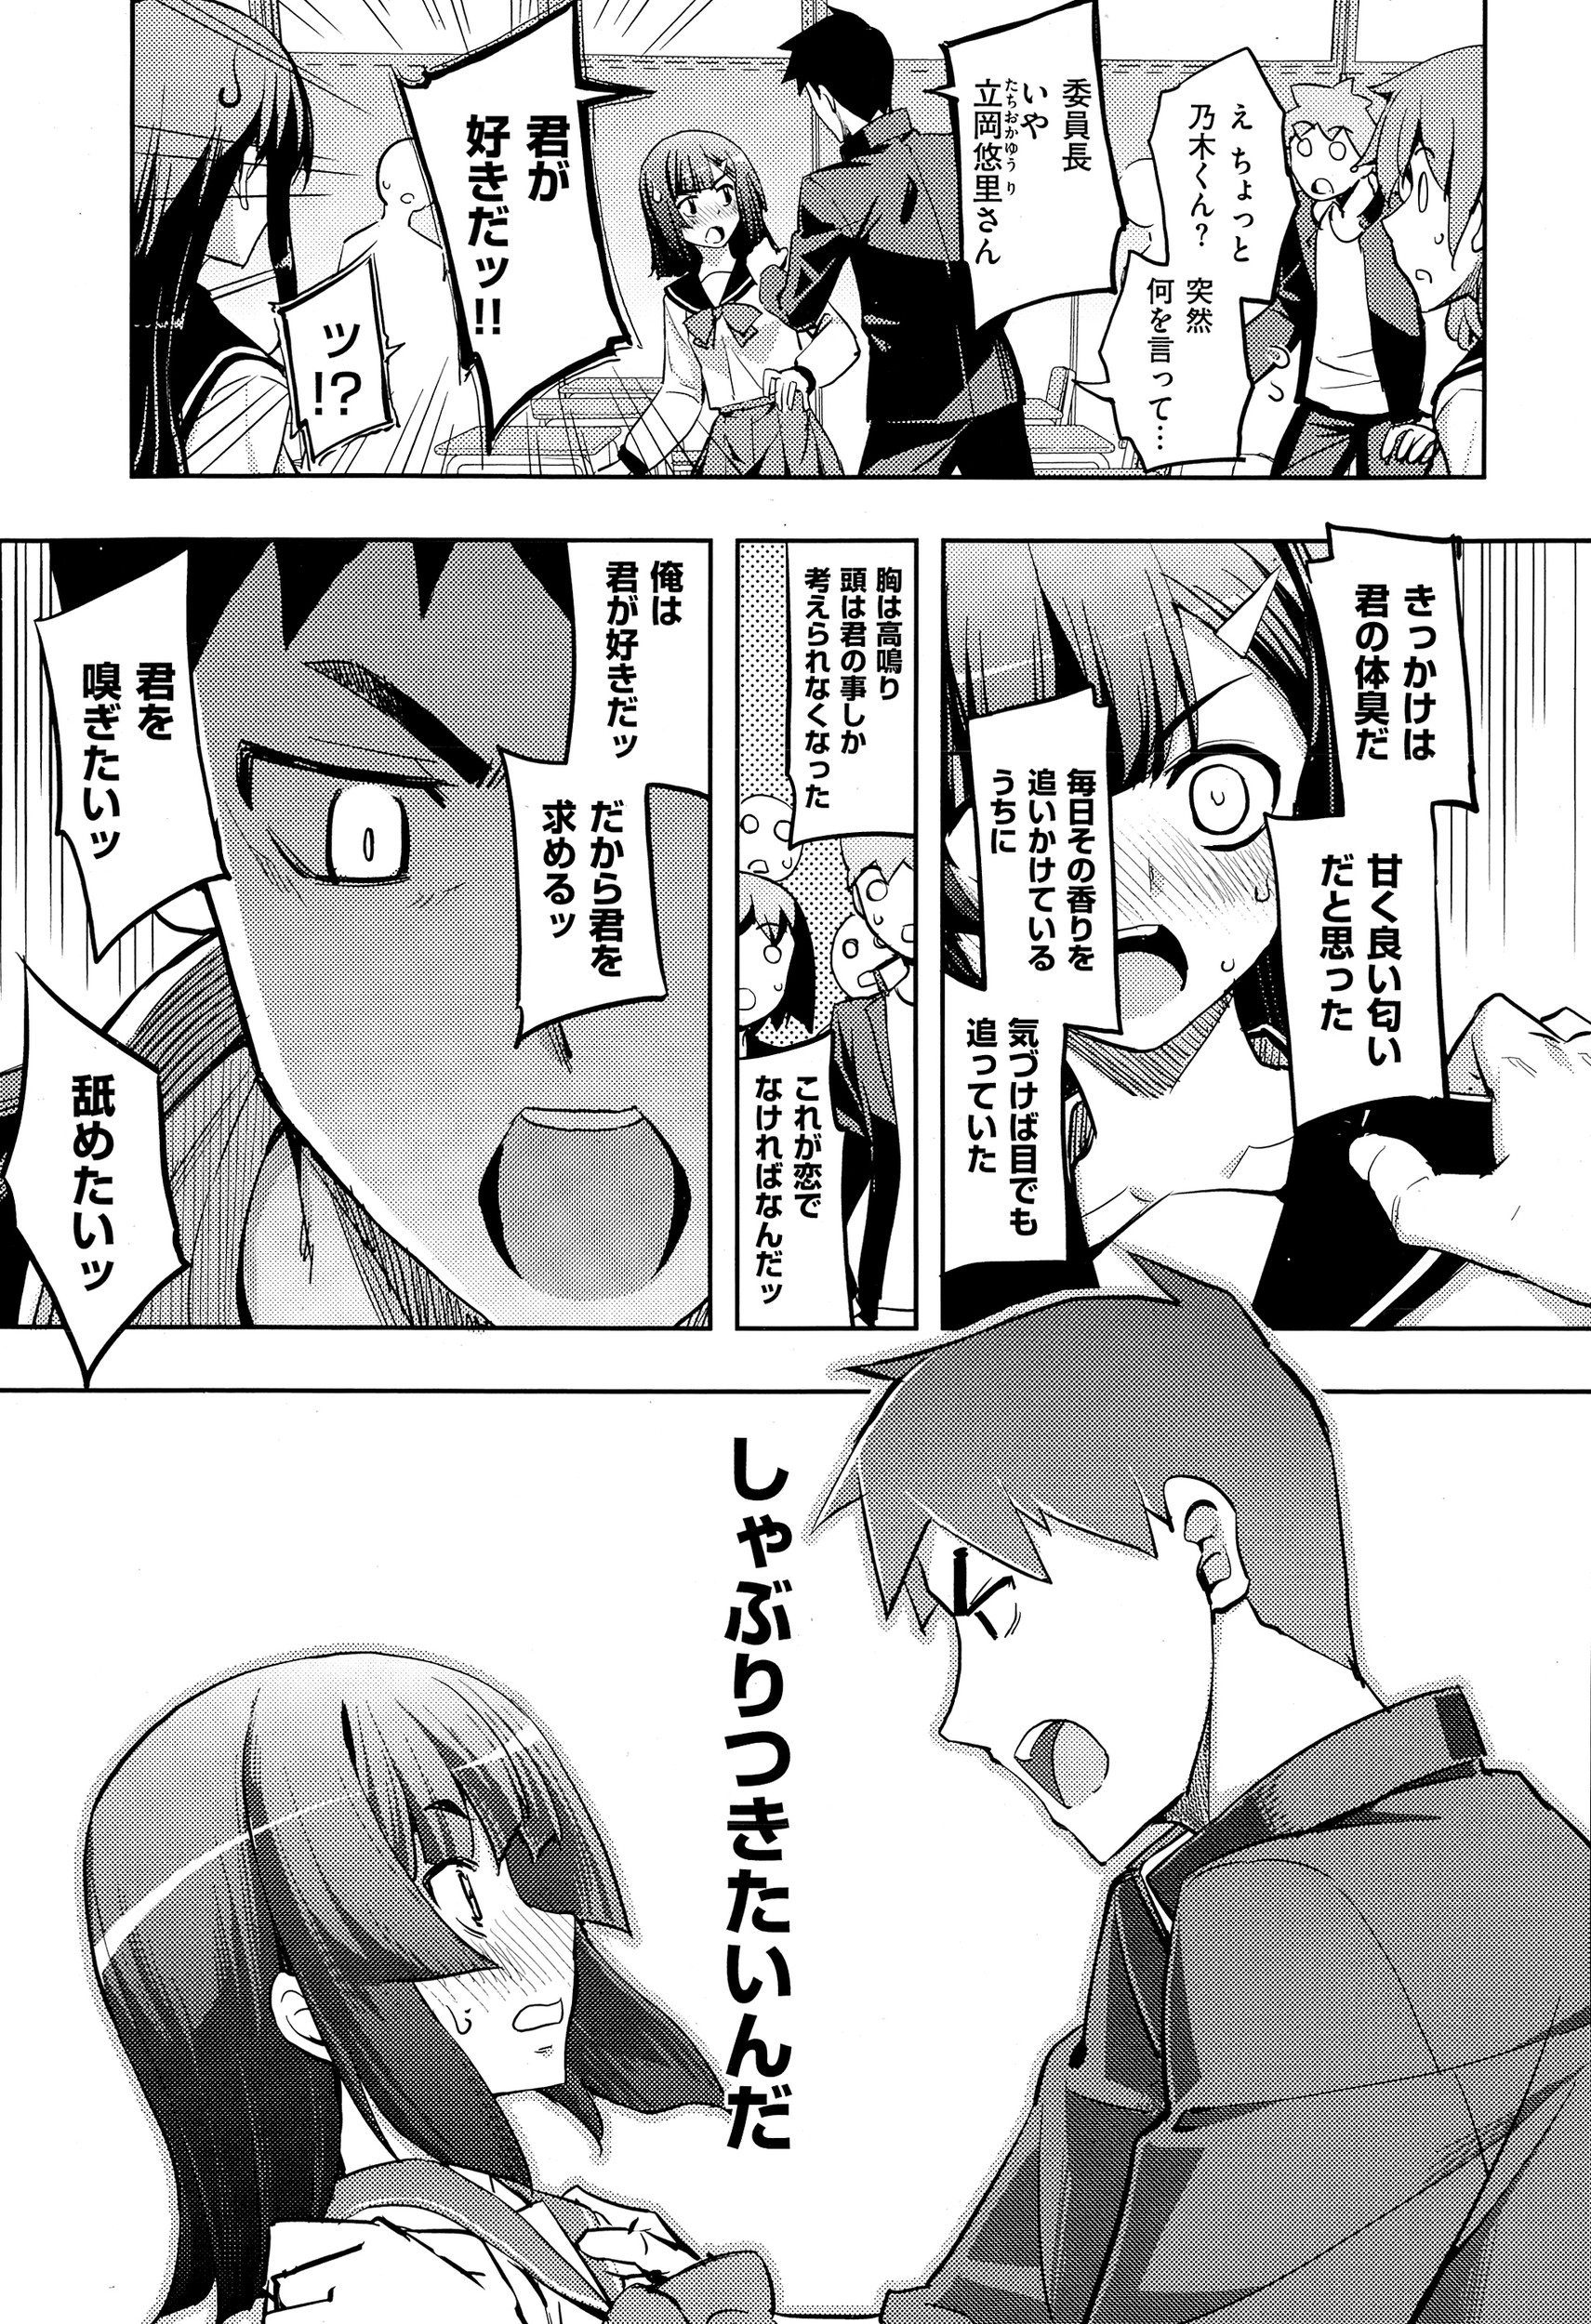 え ちょっと
乃木くん?
突然
何を言って…
委員長
いや
立岡悠里さん
たちおかゆうり
君が
好きだッ!!
ッ!?
きっかけは
君の体臭だ
甘く良い匂い
だと思った
毎日その香りを
追いかけている
うちに
気づけば目でも
追っていた
胸は高鳴り
頭は君の事しか
考えられなくなった
これが恋で
なければなんだッ
俺は
君が好きだッ
だから君を
求めるッ
君を
嗅ぎたいッ
舐めたいッ
しゃぶりつきたいんだ